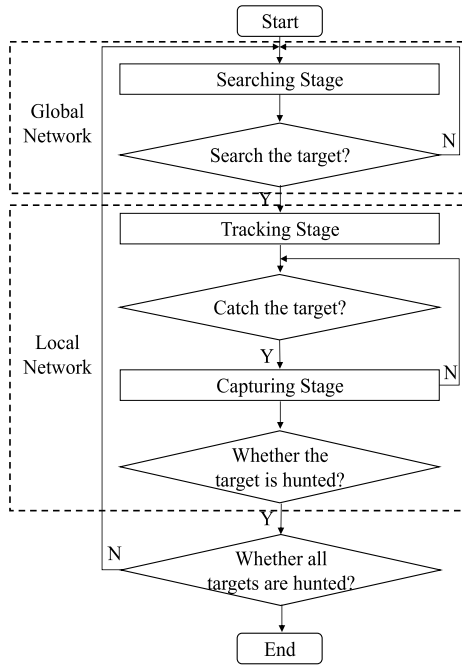 Start
Global
Network
Searching Stage
Search the target?
N
Y
Local
Network
Tracking Stage
Catch the target?
Y
N
Capturing Stage
Whether the
target is hunted?
Y
N
Whether all
targets are hunted?
End